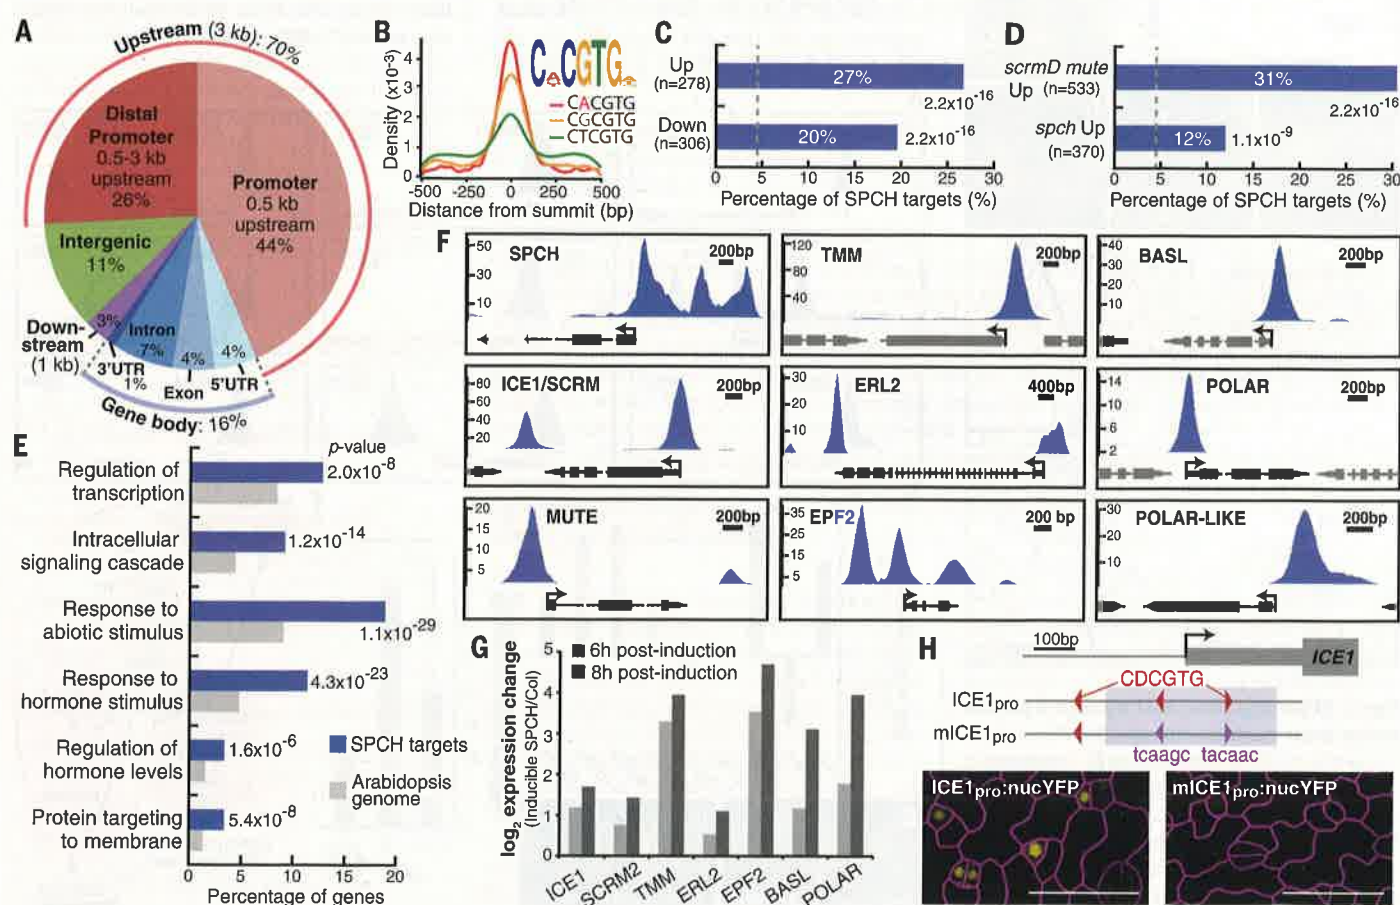 A
Upstream (3 kb): 70%
Distal
Promoter
0.5-3 kb
upstream
26%
Promoter
0.5 kb
upstream
44%
Intergenic
11%
3%
Intron
7%
4%
4%
Down-
stream
(1 kb)
3'UTR
1%
Exon
5'UTR
Gene body: 16%
B
CACGTG
CACGTG
CGCGTG
CTCGTG
Density (x10-3)
4
3
2
1
0
-500 -250 0 250 500
Distance from summit (bp)
C
Up
(n=278)
27%
2.2x10-16
Down
(n=306)
20%
2.2x10-16
0 5 10 15 20 25 30
Percentage of SPCH targets (%)
D
scrmD mute
Up (n=533)
31%
2.2x10-16
spch Up
(n=370)
12%
1.1x10-9
0 5 10 15 20 25 30
Percentage of SPCH targets (%)
E
p-value
Regulation of
transcription
2.0x10-8
Intracellular
signaling cascade
1.2x10-14
Response to
abiotic stimulus
1.1x10-29
Response to
hormone stimulus
4.3x10-23
Regulation of
hormone levels
1.6x10-6
Protein targeting
to membrane
5.4x10-8
SPCH targets
Arabidopsis
genome
0 5 10 15 20
Percentage of genes
F
50
30
10
SPCH
200bp
120
80
40
TMM
200bp
40
30
20
10
BASL
200bp
80
60
40
20
ICE1/SCRM
200bp
30
20
10
ERL2
400bp
14
10
6
2
POLAR
200bp
20
15
10
5
MUTE
200bp
35
25
15
5
EPF2
200 bp
30
20
10
POLAR-LIKE
200bp
G
6h post-induction
8h post-induction
log2 expression change
(Inducible SPCH/Col)
5
4
3
2
1
0
ICE1 SCRM2 TMM ERL2 EPF2 BASL POLAR
H
100bp
ICE1
CDCGTG
ICE1pro
mICE1pro
tcaagc tacaac
ICE1pro:nucYFP
mICE1pro:nucYFP